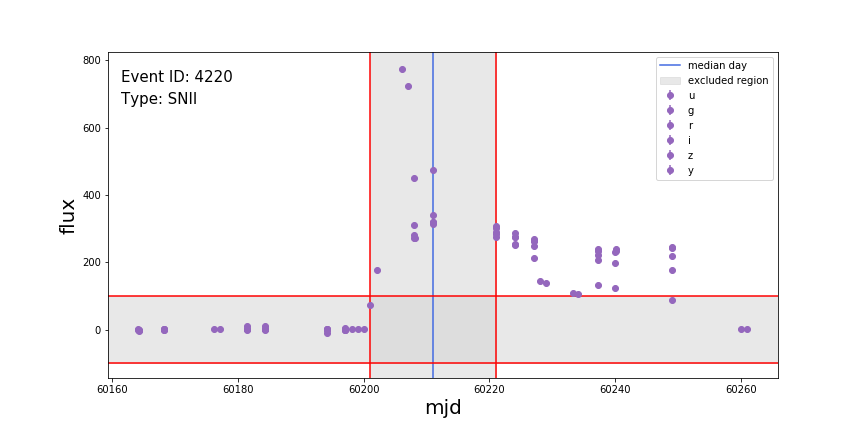 Event ID: 4220
Type: SNII
median day
excluded region
u
g
r
i
z
y
flux
800
600
400
200
0
60160
60180
60200
60220
60240
60260
mjd